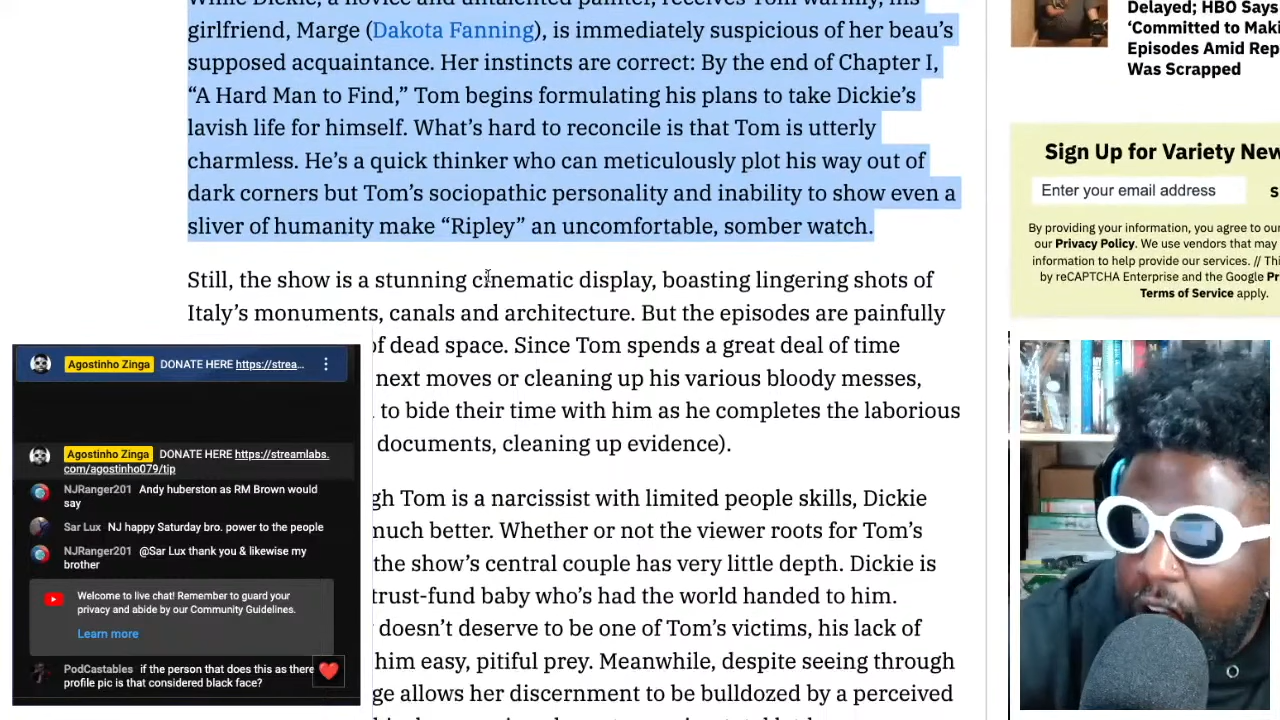 While Dickie, a novice and untalented painter, receives Tom warmly, his
girlfriend, Marge (Dakota Fanning), is immediately suspicious of her beau’s
supposed acquaintance. Her instincts are correct: By the end of Chapter I,
“A Hard Man to Find,” Tom begins formulating his plans to take Dickie’s
lavish life for himself. What’s hard to reconcile is that Tom is utterly
charmless. He’s a quick thinker who can meticulously plot his way out of
dark corners but Tom’s sociopathic personality and inability to show even a
sliver of humanity make “Ripley” an uncomfortable, somber watch.
Still, the show is a stunning cinematic display, boasting lingering shots of
Italy’s monuments, canals and architecture. But the episodes are painfully
of dead space. Since Tom spends a great deal of time
next moves or cleaning up his various bloody messes,
to bide their time with him as he completes the laborious
documents, cleaning up evidence).
gh Tom is a narcissist with limited people skills, Dickie
much better. Whether or not the viewer roots for Tom’s
the show’s central couple has very little depth. Dickie is
trust-fund baby who’s had the world handed to him.
doesn’t deserve to be one of Tom’s victims, his lack of
him easy, pitiful prey. Meanwhile, despite seeing through
ge allows her discernment to be bulldozed by a perceived
Delayed; HBO Says
‘Committed to Maki
Episodes Amid Rep
Was Scrapped
Sign Up for Variety New
Enter your email address
S
By providing your information, you agree to ou
our Privacy Policy. We use vendors that may
information to help provide our services. // Thi
by reCAPTCHA Enterprise and the Google Pr
Terms of Service apply.
Agostinho Zinga DONATE HERE https://strea...
Agostinho Zinga DONATE HERE https://streamlabs.
com/agostinho079/tip
NJRanger201 Andy huberston as RM Brown would
say
Sar Lux NJ happy Saturday bro. power to the people
NJRanger201 @Sar Lux thank you & likewise my
brother
Welcome to live chat! Remember to guard your
privacy and abide by our Community Guidelines.
Learn more
PodCastables if the person that does this as there
profile pic is that considered black face?